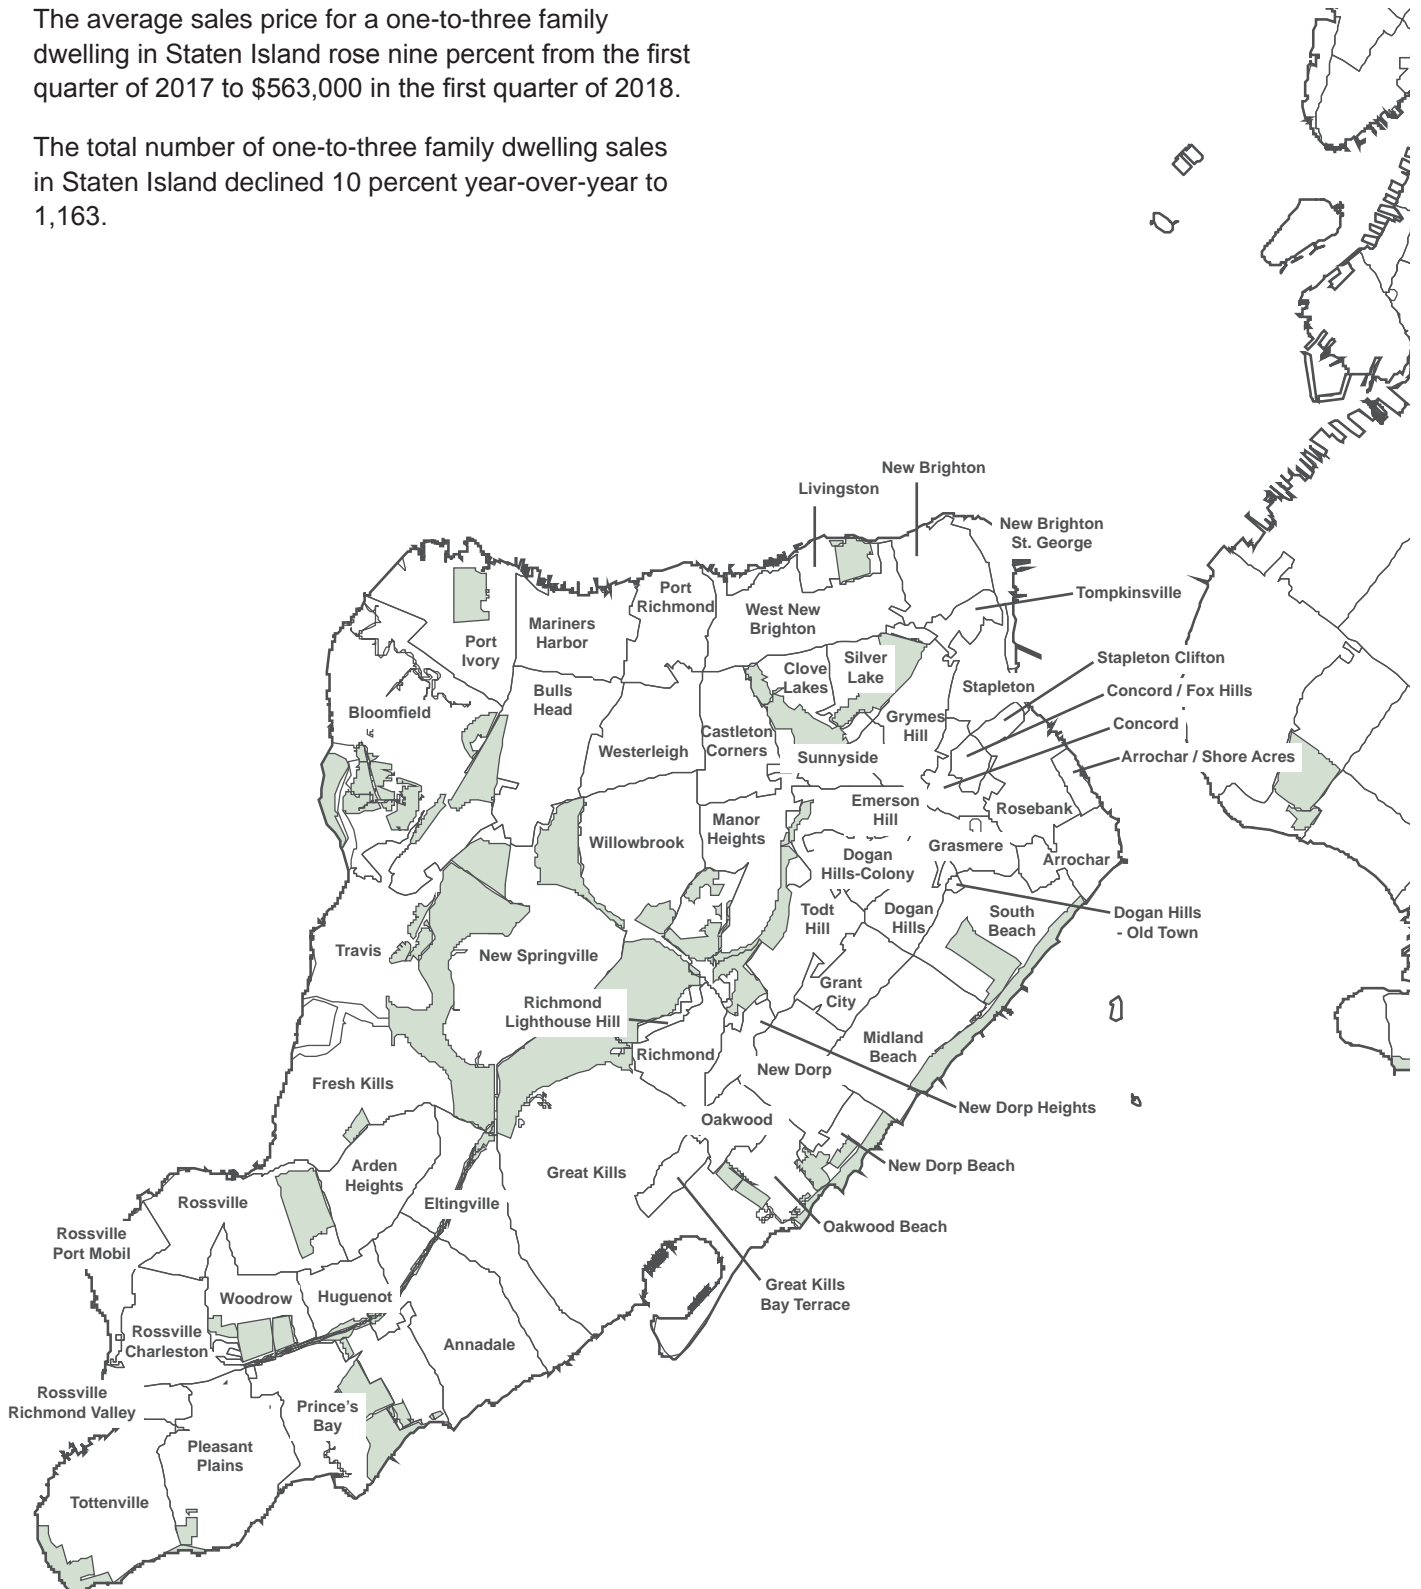 The average sales price for a one-to-three family
dwelling in Staten Island rose nine percent from the first
quarter of 2017 to $563,000 in the first quarter of 2018.
The total number of one-to-three family dwelling sales
in Staten Island declined 10 percent year-over-year to
1,163.
New Brighton
Livingston
New Brighton
St. George
Port
Richmond
Tompkinsville
West New
Brighton
Mariners
Harbor
Port
Ivory
Stapleton Clifton
Silver
Lake
Clove
Lakes
Stapleton
Concord / Fox Hills
Bulls
Head
Bloomfield
Grymes
Hill
Concord
Castleton
Corners
Westerleigh
Sunnyside
Arrochar / Shore Acres
Emerson
Hill
Rosebank
Manor
Heights
Willowbrook
Grasmere
Dogan
Hills-Colony
Arrochar
Todt
Hill
Dogan
Hills
South
Beach
Dogan Hills
- Old Town
Travis
New Springville
Grant
City
Richmond
Lighthouse Hill
Midland
Beach
Richmond
New Dorp
Fresh Kills
New Dorp Heights
Oakwood
New Dorp Beach
Arden
Heights
Great Kills
Rossville
Eltingville
Oakwood Beach
Rossville
Port Mobil
Great Kills
Bay Terrace
Woodrow
Huguenot
Rossville
Charleston
Annadale
Rossville
Richmond Valley
Prince's
Bay
Pleasant
Plains
Tottenville